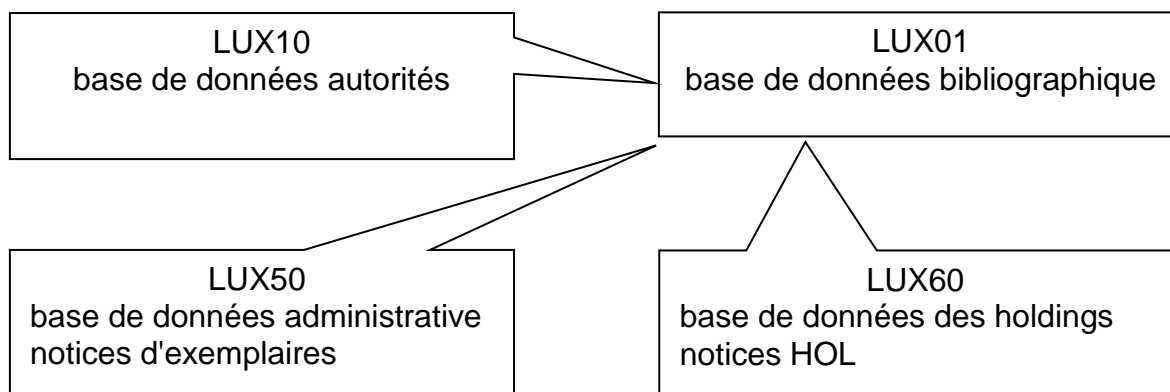 LUX10
base de données autorités
LUX01
base de données bibliographique
LUX50
base de données administrative
notices d'exemplaires
LUX60
base de données des holdings
notices HOL